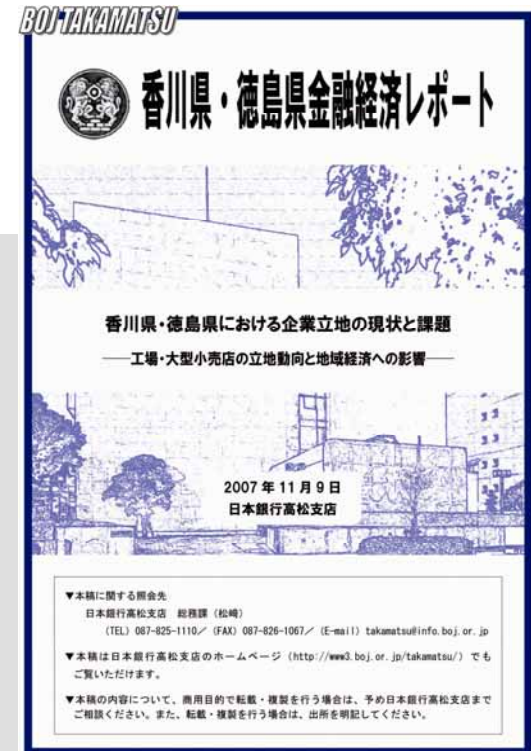 BOJ TAKAMATSU
香川県・徳島県金融経済レポート
香川県・徳島県における企業立地の現状と課題
――工場・大型小売店の立地動向と地域経済への影響――
2007年11月9日
日本銀行高松支店
▼本稿に関する照会先
日本銀行高松支店 総務課（松崎）
（TEL）087-825-1110／（FAX）087-826-1067／（E-mail）takamatsu@info.boj.or.jp
▼本稿は日本銀行高松支店のホームページ（http://www3.boj.or.jp/takamatsu/）でも
ご覧いただけます。
▼本稿の内容について、商用目的で転載・複製を行う場合は、予め日本銀行高松支店まで
ご相談ください。また、転載・複製を行う場合は、出所を明記してください。